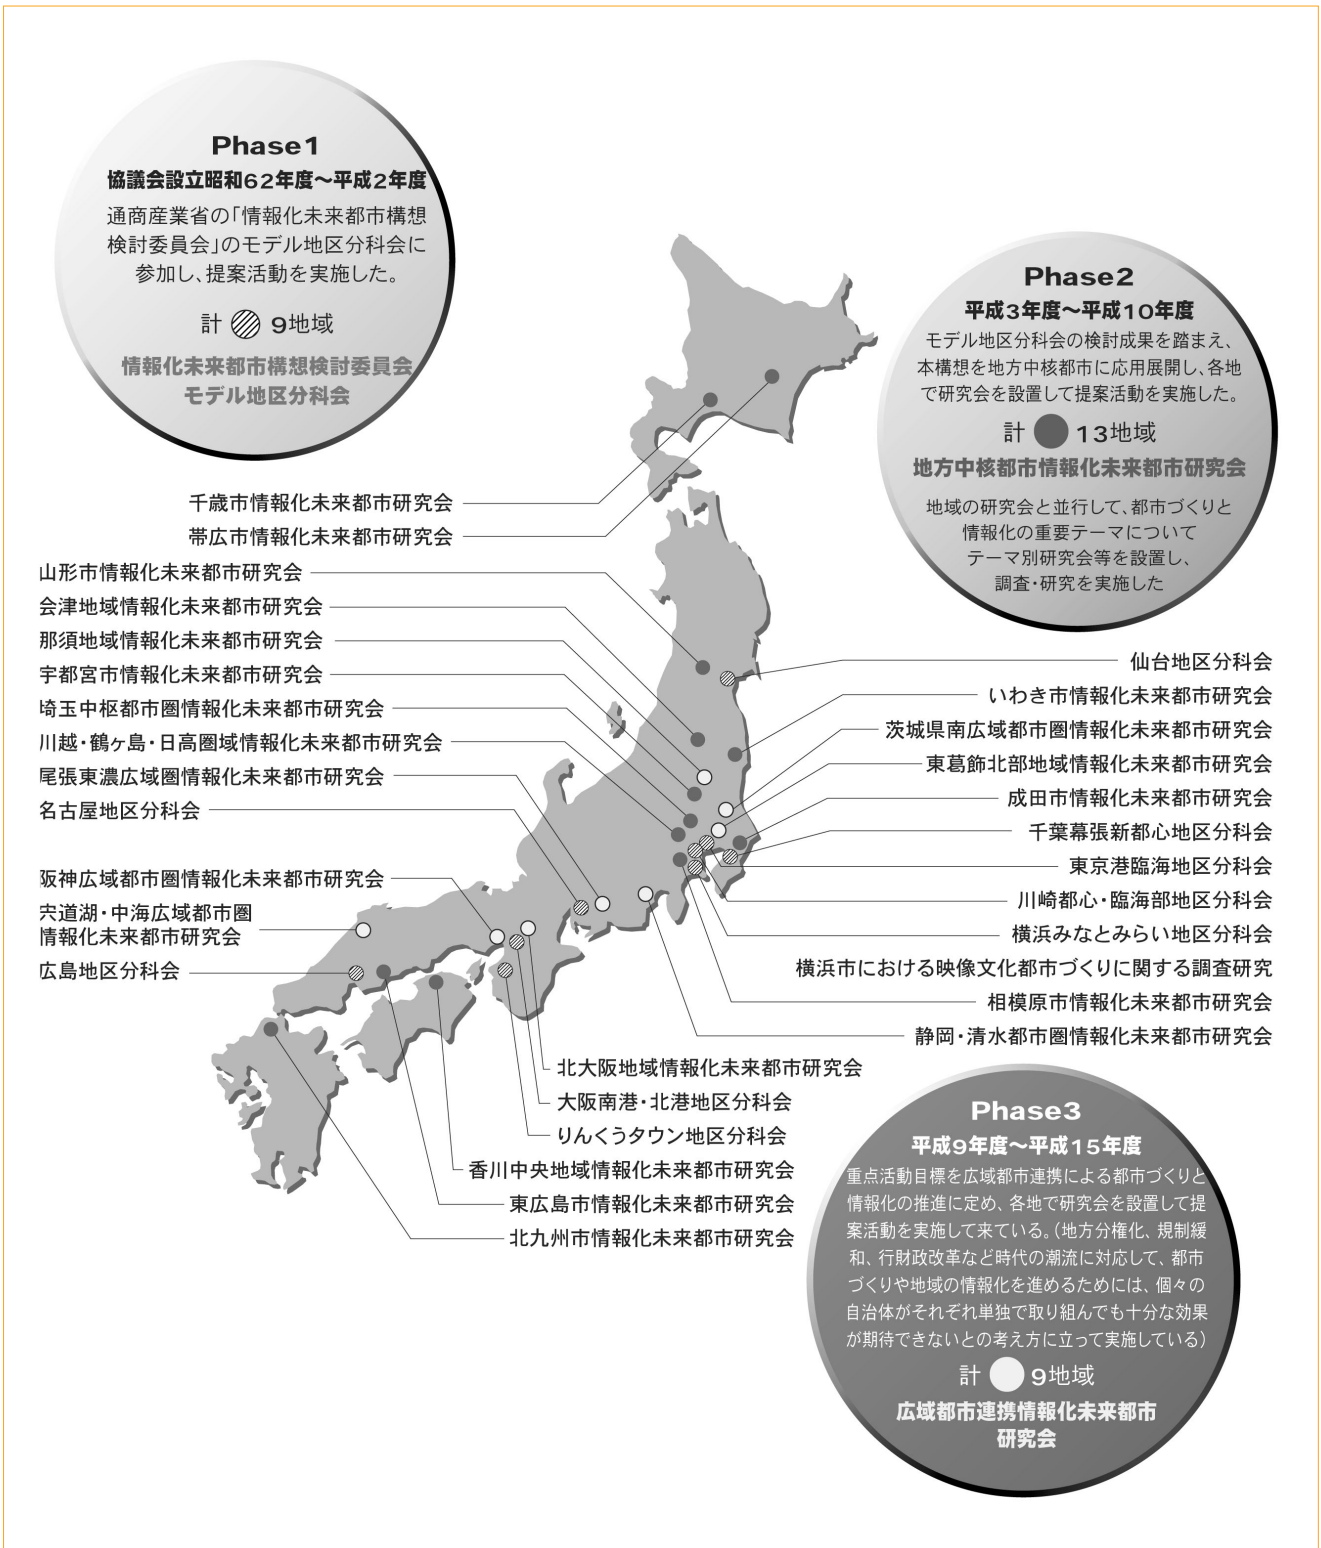 Phase1
協議会設立昭和62年度〜平成2年度
通商産業省の「情報化未来都市構想
検討委員会」のモデル地区分科会に
参加し、提案活動を実施した。
計 9地域
情報化未来都市構想検討委員会
モデル地区分科会
Phase2
平成3年度〜平成10年度
モデル地区分科会の検討成果を踏まえ、
本構想を地方中核都市に応用展開し、各地
で研究会を設置して提案活動を実施した。
計 13地域
地方中核都市情報化未来都市研究会
地域の研究会と並行して、都市づくりと
情報化の重要テーマについて
テーマ別研究会等を設置し、
調査・研究を実施した
千歳市情報化未来都市研究会
帯広市情報化未来都市研究会
山形市情報化未来都市研究会
会津地域情報化未来都市研究会
那須地域情報化未来都市研究会
宇都宮市情報化未来都市研究会
埼玉中枢都市圏情報化未来都市研究会
川越・鶴ヶ島・日高圏域情報化未来都市研究会
尾張東濃広域圏情報化未来都市研究会
名古屋地区分科会
阪神広域都市圏情報化未来都市研究会
宍道湖・中海広域都市圏
情報化未来都市研究会
広島地区分科会
仙台地区分科会
いわき市情報化未来都市研究会
茨城県南広域都市圏情報化未来都市研究会
東葛飾北部地域情報化未来都市研究会
成田市情報化未来都市研究会
千葉幕張新都心地区分科会
東京港臨海地区分科会
川崎都心・臨海部地区分科会
横浜みなとみらい地区分科会
横浜市における映像文化都市づくりに関する調査研究
相模原市情報化未来都市研究会
静岡・清水都市圏情報化未来都市研究会
北大阪地域情報化未来都市研究会
大阪南港・北港地区分科会
りんくうタウン地区分科会
香川中央地域情報化未来都市研究会
東広島市情報化未来都市研究会
北九州市情報化未来都市研究会
Phase3
平成9年度〜平成15年度
重点活動目標を広域都市連携による都市づくりと
情報化の推進に定め、各地で研究会を設置して提
案活動を実施して来ている。（地方分権化、規制緩
和、行財政改革など時代の潮流に対応して、都市
づくりや地域の情報化を進めるためには、個々の
自治体がそれぞれ単独で取り組んでも十分な効果
が期待できないとの考え方に立って実施している）
計 9地域
広域都市連携情報化未来都市
研究会